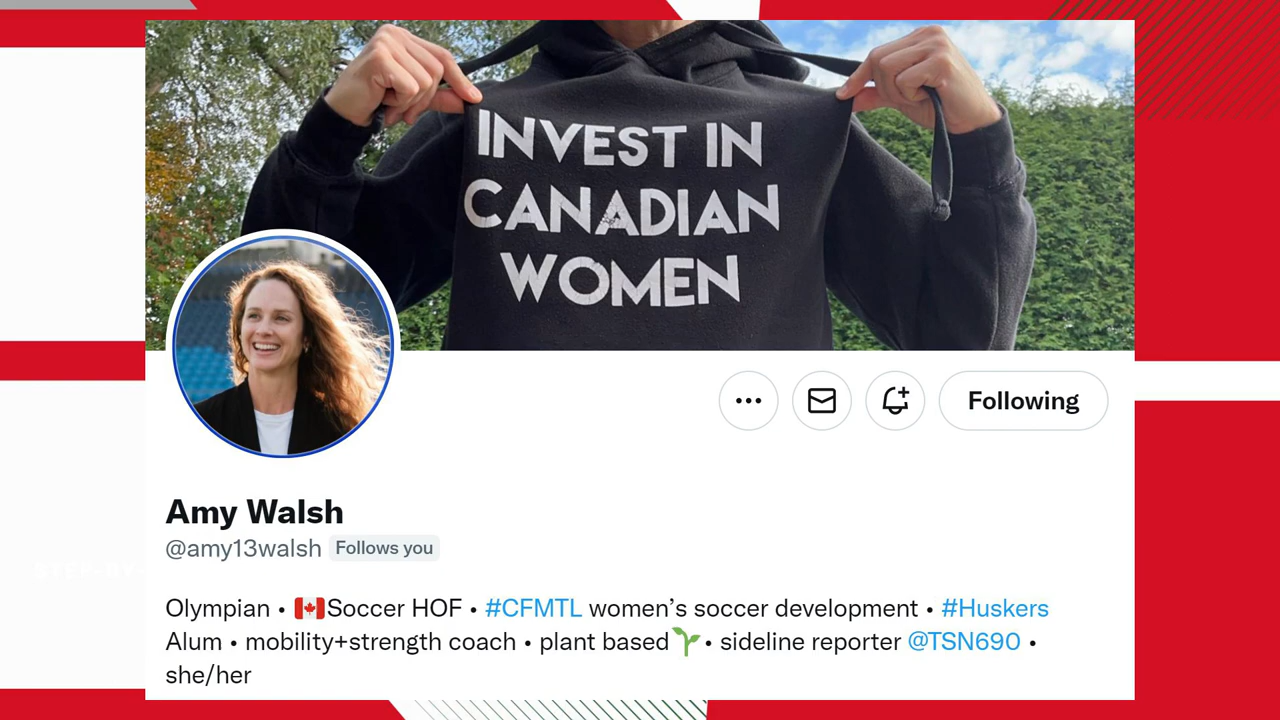 INVEST IN
CANADIAN
WOMEN
Following
Amy Walsh
@amy13walsh Follows you
Olympian • 🇨🇦Soccer HOF • #CFMTL women’s soccer development • #Huskers
Alum • mobility+strength coach • plant based🌱• sideline reporter @TSN690 •
she/her